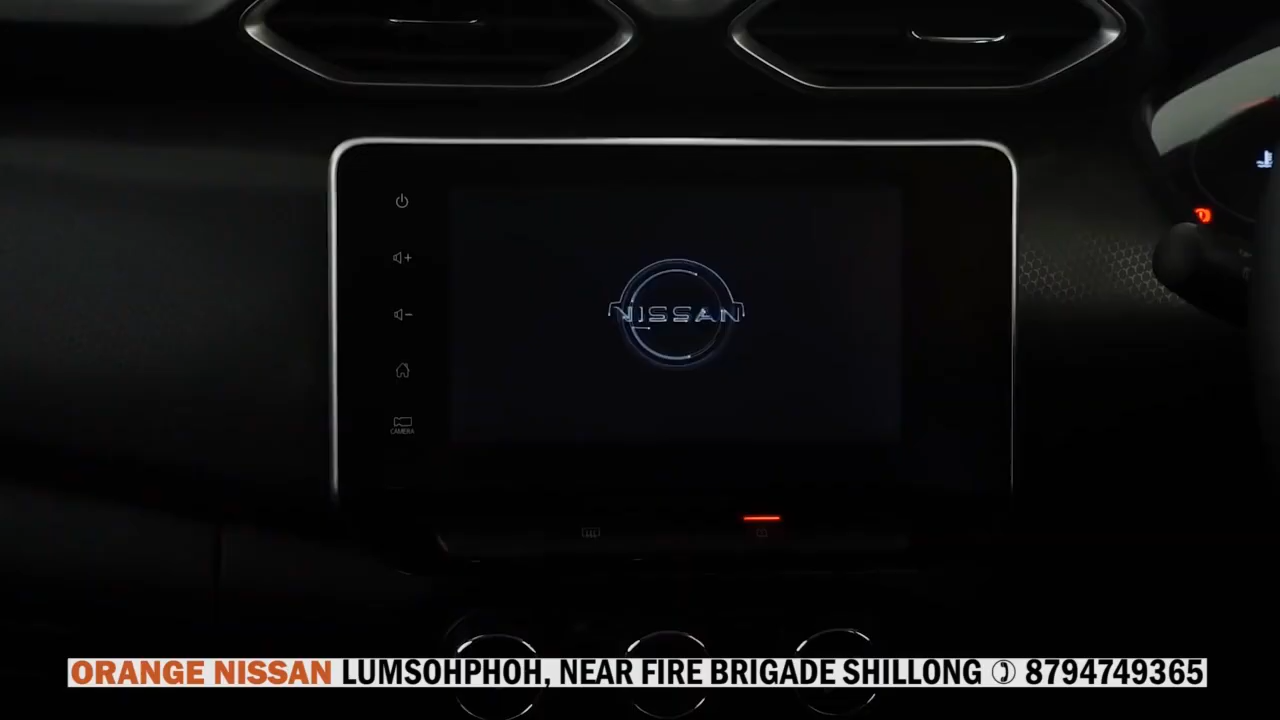 NISSAN
CAMERA
ORANGE NISSAN LUMSOHPHOH, NEAR FIRE BRIGADE SHILLONG ✆ 8794749365